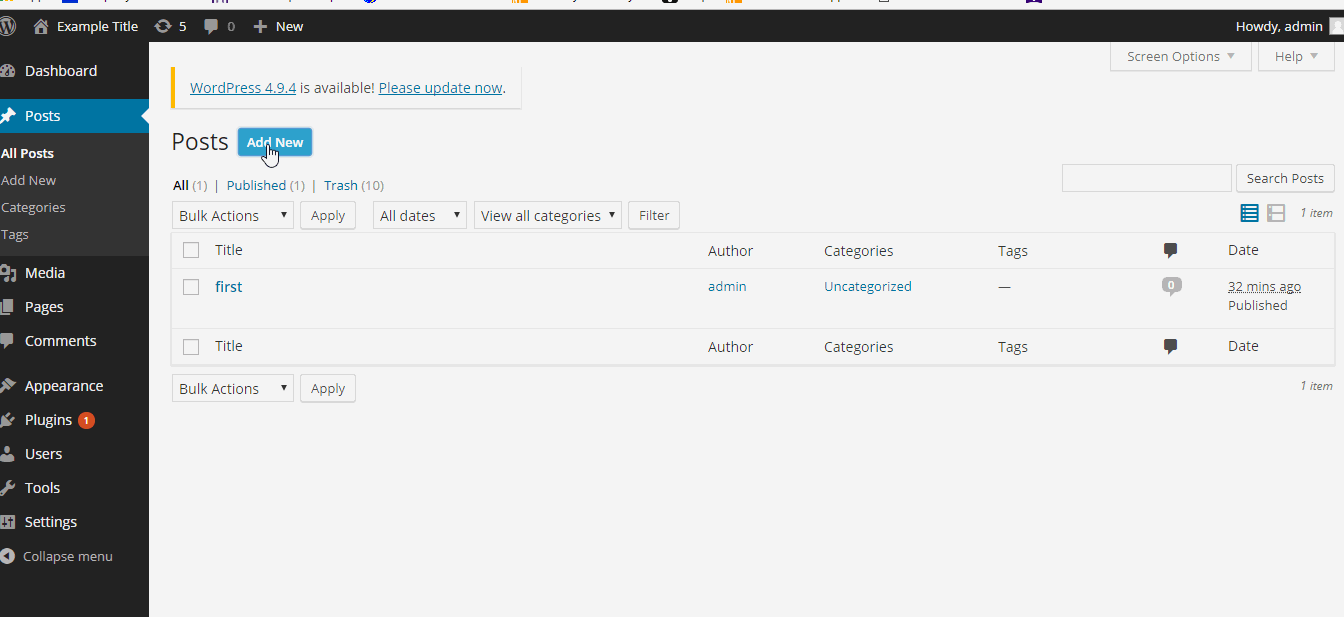 Example Title 5 0 New Howdy, admin
Screen Options Help
Dashboard
Posts
All Posts
Add New
Categories
Tags
Media
Pages
Comments
Appearance
Plugins 1
Users
Tools
Settings
Collapse menu
WordPress 4.9.4 is available! Please update now.
Posts Add New
All (1) | Published (1) | Trash (10)
Search Posts
Bulk Actions Apply All dates View all categories Filter 1 item
Title Author Categories Tags Date
first admin Uncategorized — 0 32 mins ago
Published
Title Author Categories Tags Date
Bulk Actions Apply 1 item